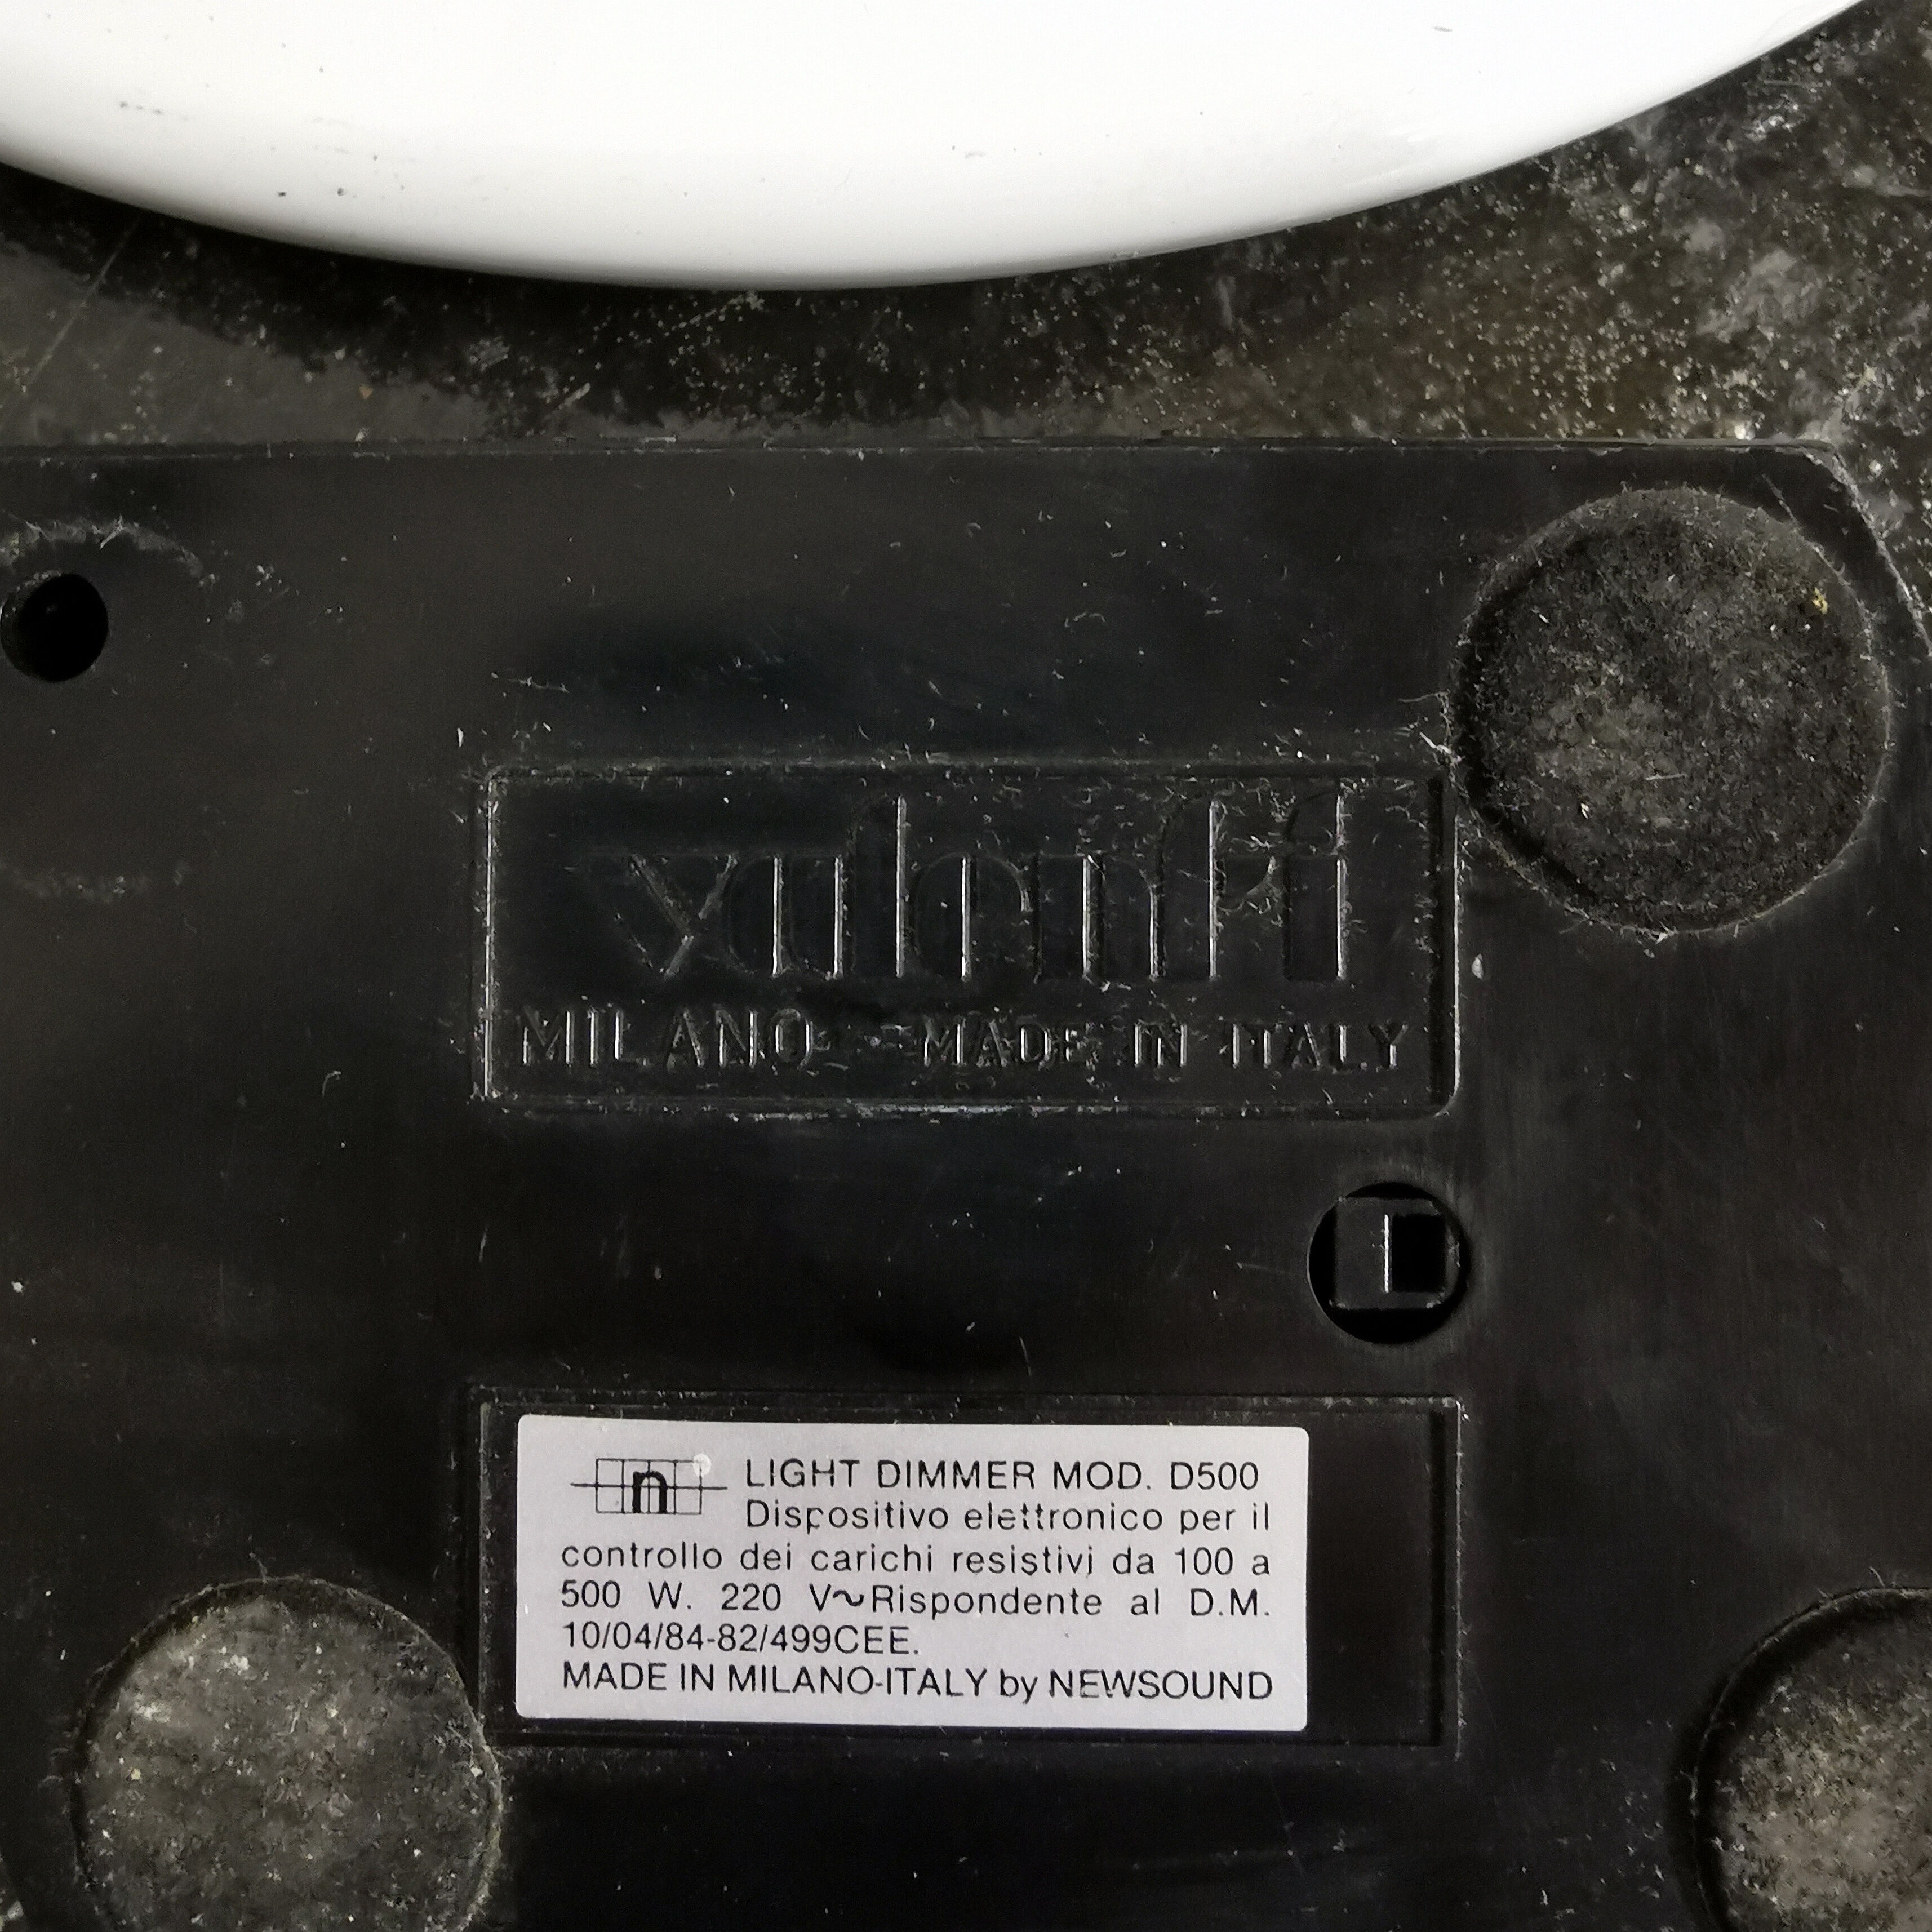 valenti
MILANO - MADE IN ITALY
n LIGHT DIMMER MOD. D500
Dispositivo elettronico per il
controllo dei carichi resistivi da 100 a
500 W. 220 V~Rispondente al D.M.
10/04/84-82/499CEE.
MADE IN MILANO-ITALY by NEWSOUND